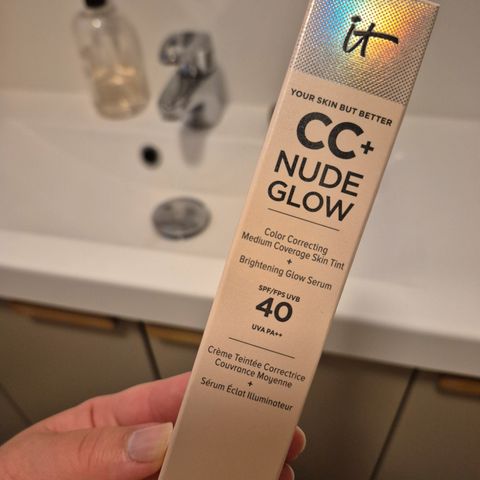 it
YOUR SKIN BUT BETTER
CC+
NUDE
GLOW
Color Correcting
Medium Coverage Skin Tint
+
Brightening Glow Serum
SPF/FPS UVB
40
UVA PA++
Crème Teintée Correctrice
Couvrance Moyenne
+
Sérum Éclat Illuminateur